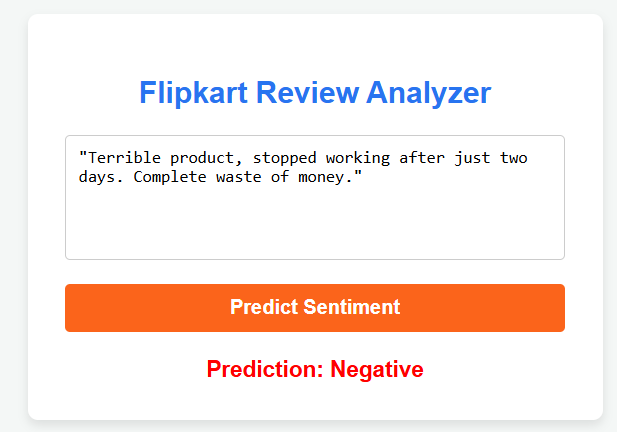 Flipkart Review Analyzer
"Terrible product, stopped working after just two
days. Complete waste of money."
Predict Sentiment
Prediction: Negative